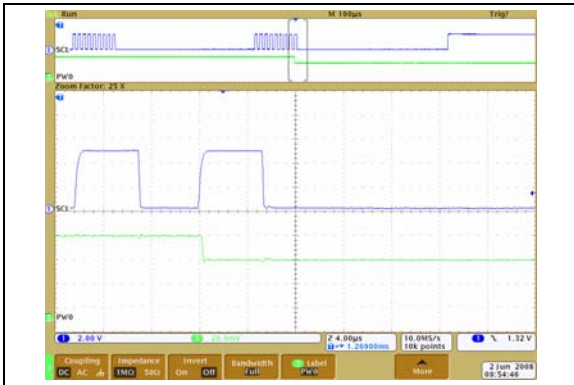 Run
M 100µs
Trig?
SCL
PW0
Zoom Factor: 25 X
SCL
PW0
1 2.00 V
20.0mV
Z 4.00µs
1.26900ms
10.0MS/s
10k points
1
1.32 V
Coupling
DC AC
Impedance
1MΩ 50Ω
Invert
On Off
Bandwidth
Full
Label
PW0
More
2 Jun 2008
09:54:46